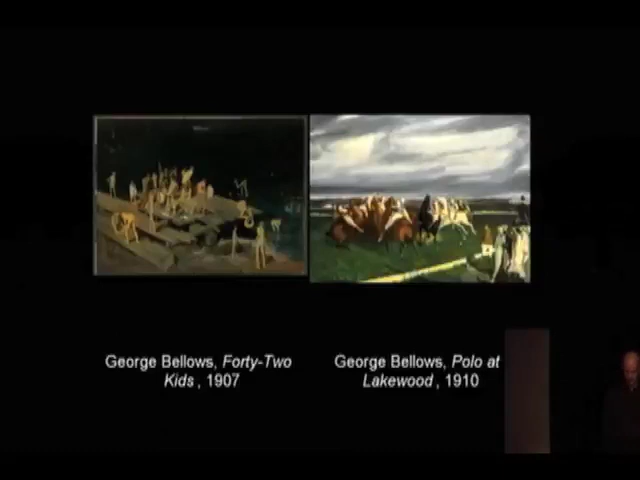 George Bellows, Forty-Two
Kids , 1907
George Bellows, Polo at
Lakewood , 1910